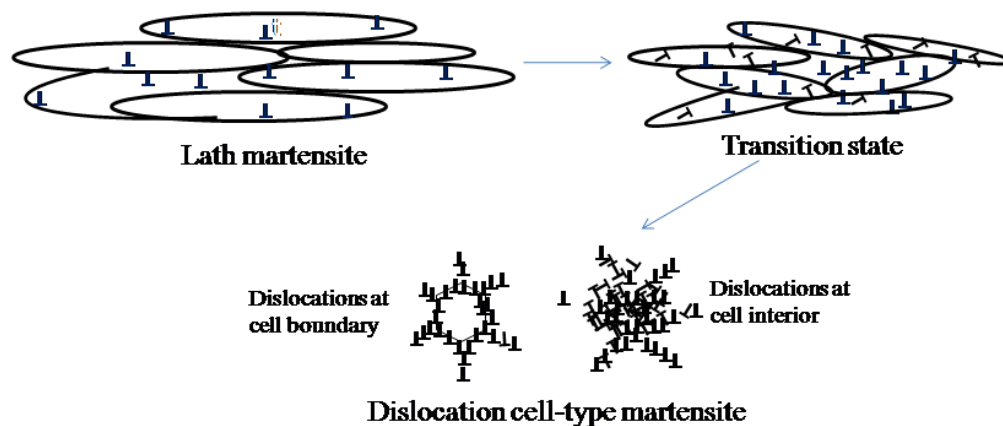 Lath martensite
Transition state
Dislocations at
cell boundary
Dislocations at
cell interior
Dislocation cell-type martensite